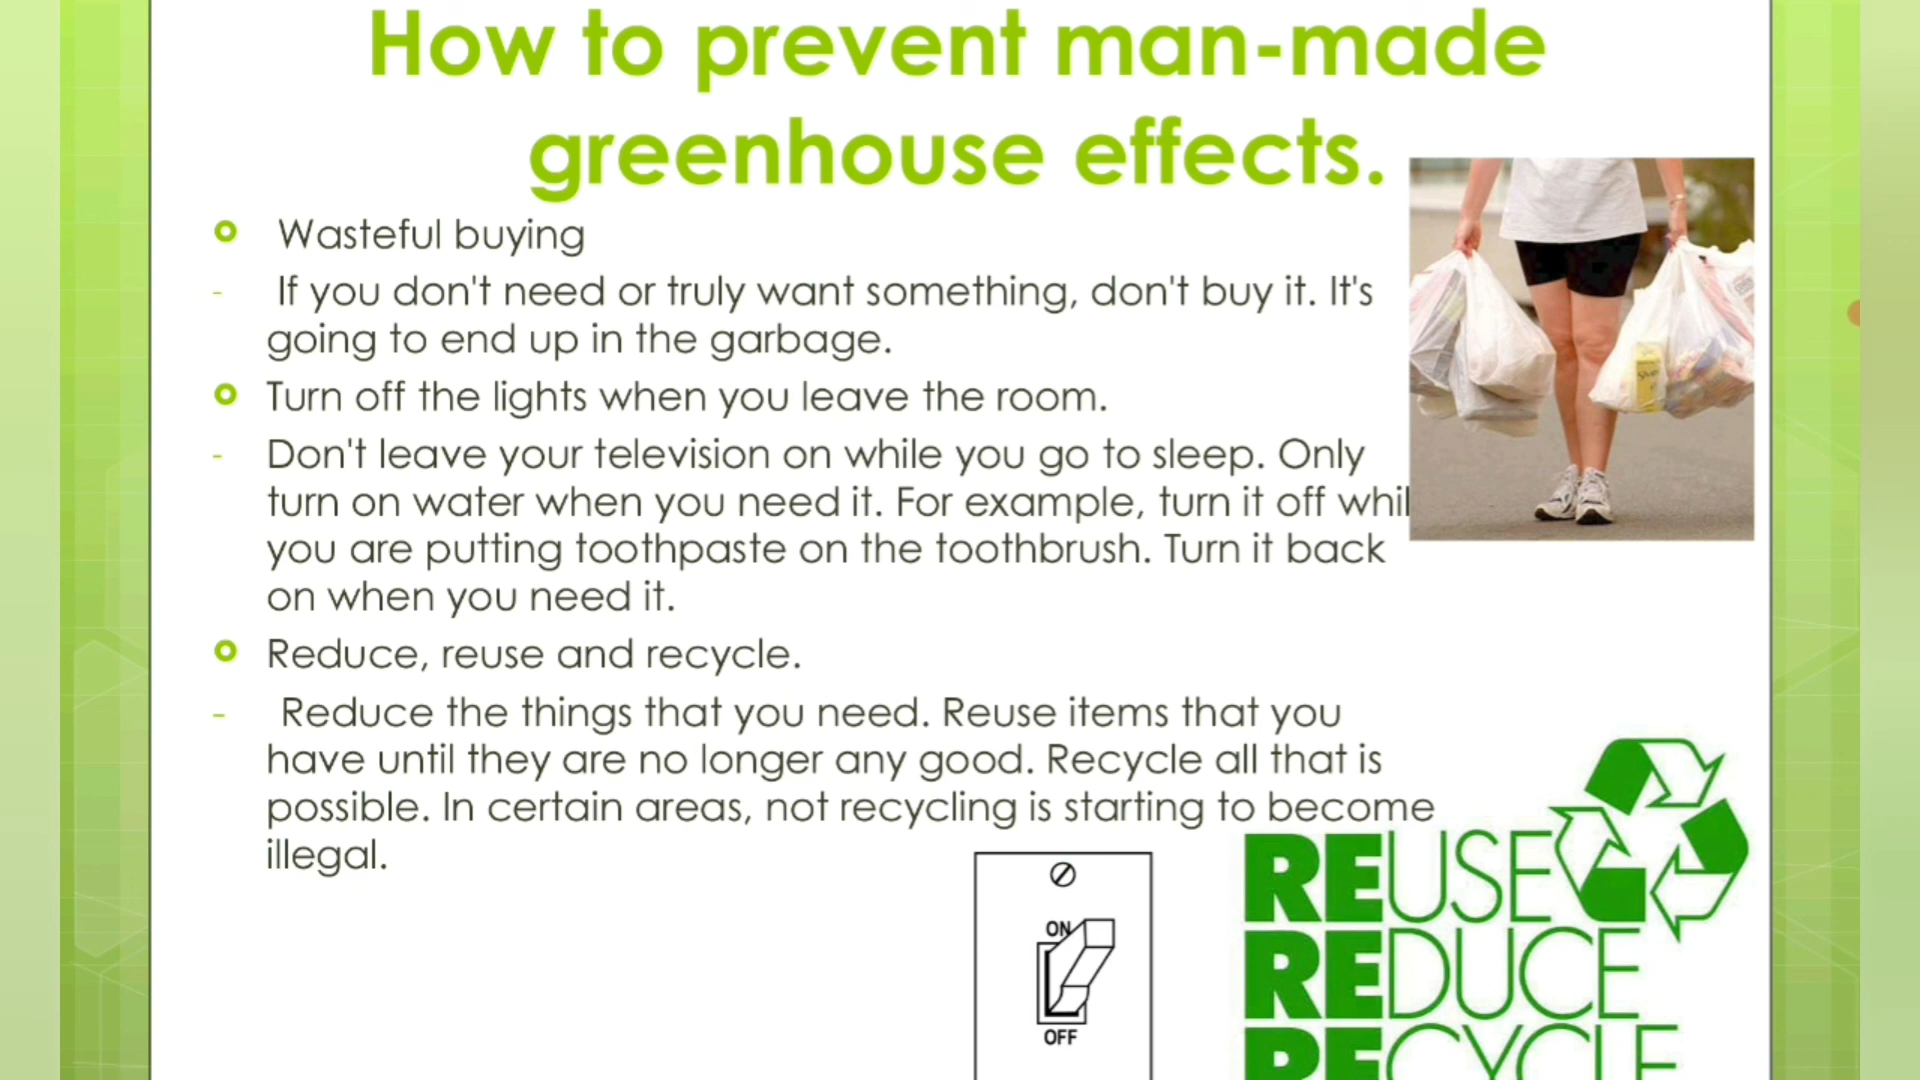 How to prevent man-made
greenhouse effects.
Wasteful buying
- If you don't need or truly want something, don't buy it. It's
going to end up in the garbage.
Turn off the lights when you leave the room.
- Don't leave your television on while you go to sleep. Only
turn on water when you need it. For example, turn it off whil
you are putting toothpaste on the toothbrush. Turn it back
on when you need it.
Reduce, reuse and recycle.
- Reduce the things that you need. Reuse items that you
have until they are no longer any good. Recycle all that is
possible. In certain areas, not recycling is starting to become
illegal.
ON
OFF
REUSE
REDUCE
RECYCLE